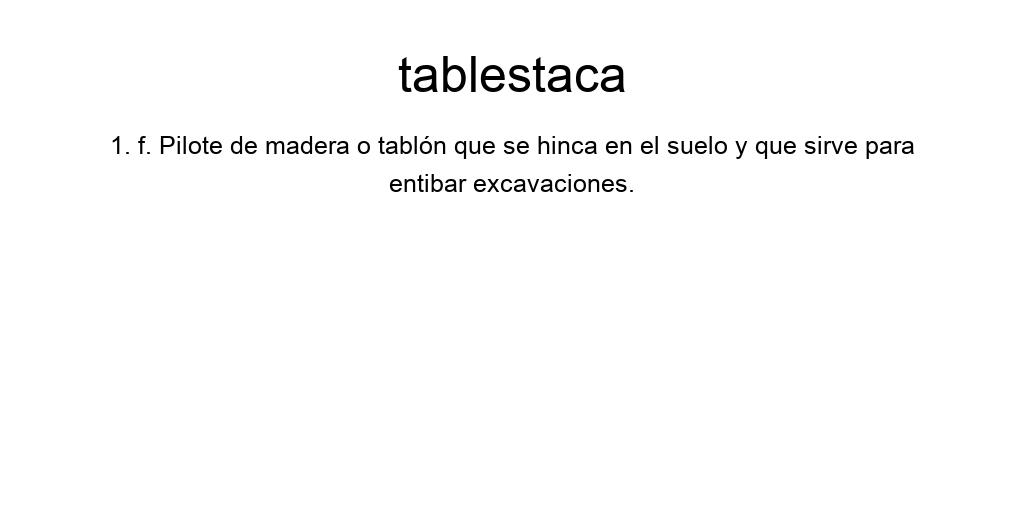 tablestaca
1. f. Pilote de madera o tablón que se hinca en el suelo y que sirve para
entibar excavaciones.